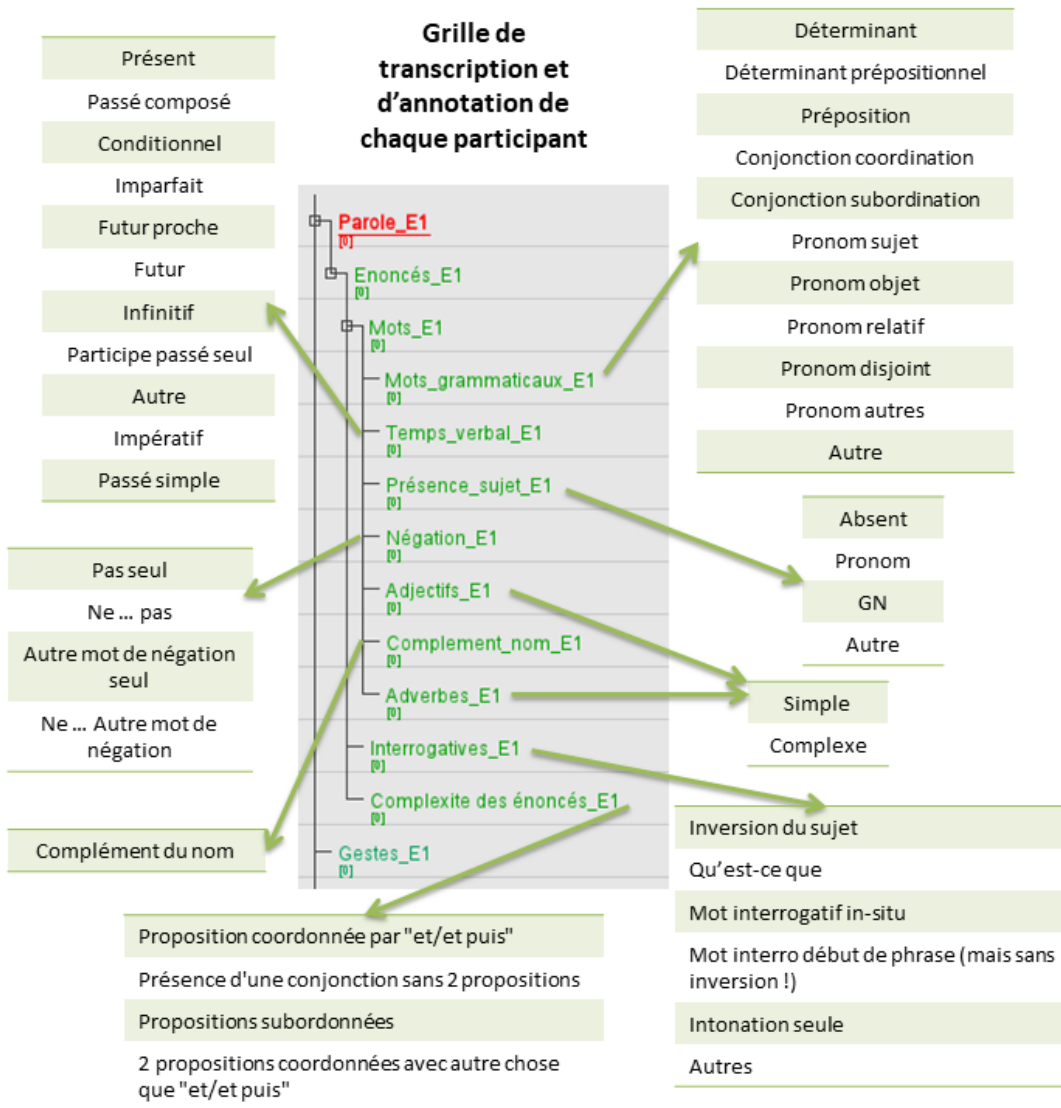 Grille de
transcription et
d'annotation de
chaque participant
Présent
Passé composé
Conditionnel
Imparfait
Futur proche
Futur
Infinitif
Participe passé seul
Autre
Impératif
Passé simple
Pas seul
Ne ... pas
Autre mot de négation
seul
Ne ... Autre mot de
négation
Complément du nom
Parole_E1
[0]
Enoncés_E1
[0]
Mots_E1
[0]
Mots_grammaticaux_E1
[0]
Temps_verbal_E1
[0]
Présence_sujet_E1
[0]
Négation_E1
[0]
Adjectifs_E1
[0]
Complement_nom_E1
[0]
Adverbes_E1
[0]
Interrogatives_E1
[0]
Complexite des énoncés_E1
[0]
Gestes_E1
[0]
Déterminant
Déterminant prépositionnel
Préposition
Conjonction coordination
Conjonction subordination
Pronom sujet
Pronom objet
Pronom relatif
Pronom disjoint
Pronom autres
Autre
Absent
Pronom
GN
Autre
Simple
Complexe
Inversion du sujet
Qu'est-ce que
Mot interrogatif in-situ
Mot interro début de phrase (mais sans
inversion !)
Intonation seule
Autres
Proposition coordonnée par "et/et puis"
Présence d'une conjonction sans 2 propositions
Propositions subordonnées
2 propositions coordonnées avec autre chose
que "et/et puis"